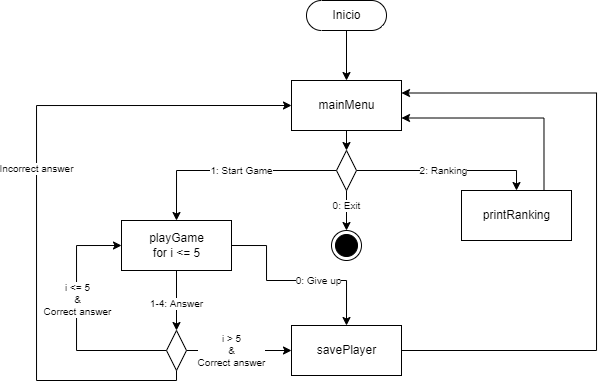 Inicio
mainMenu
Incorrect answer
1: Start Game
2: Ranking
0: Exit
printRanking
playGame
for i <= 5
0: Give up
i <= 5
&
Correct answer
1-4: Answer
i > 5
&
Correct answer
savePlayer